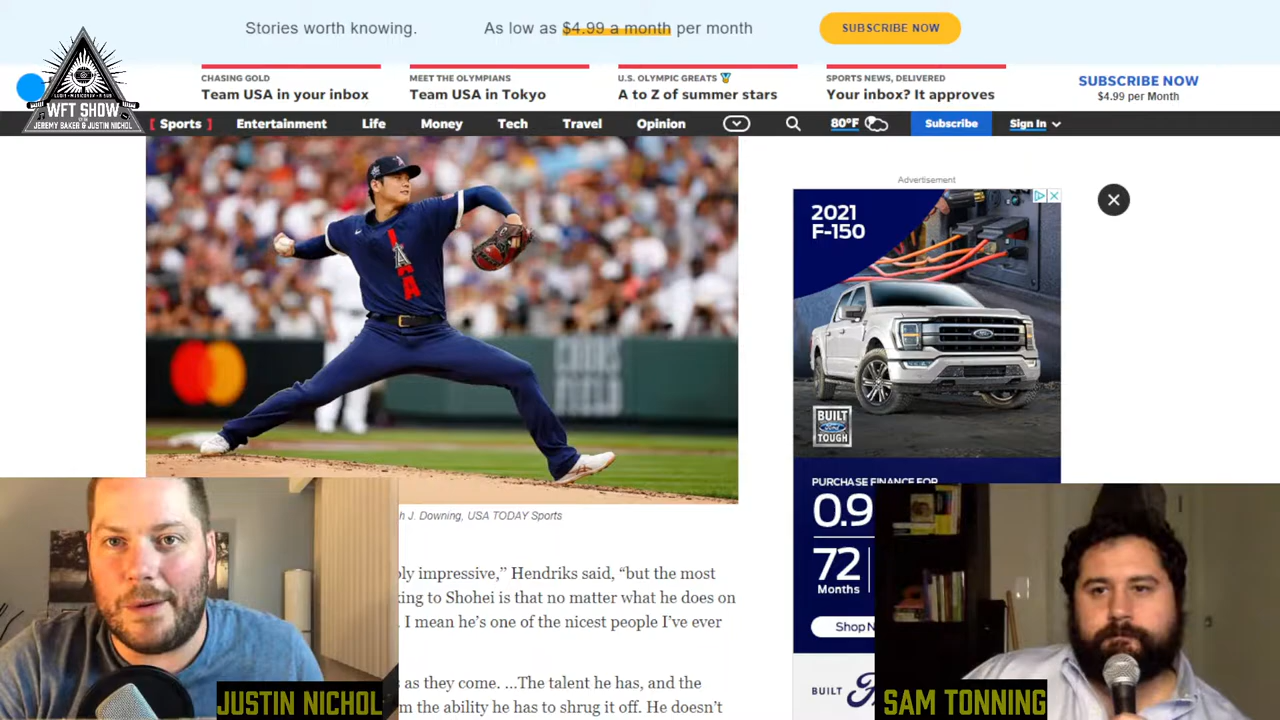 Stories worth knowing.
As low as $4.99 a month per month
SUBSCRIBE NOW
CHASING GOLD
Team USA in your inbox
MEET THE OLYMPIANS
Team USA in Tokyo
U.S. OLYMPIC GREATS
A to Z of summer stars
SPORTS NEWS, DELIVERED
Your inbox? It approves
SUBSCRIBE NOW
$4.99 per Month
WFT SHOW
JEREMY BAKER & JUSTIN NICHOL
[ Sports ]
Entertainment
Life
Money
Tech
Travel
Opinion
80°F
Subscribe
Sign In
Advertisement
2021
F-150
COORS
FIELD
BUILT
Ford
TOUGH
PURCHASE FINANCE FOR
0.9
72
Months
Shop N
BUILT
h J. Downing, USA TODAY Sports
bly impressive,” Hendriks said, “but the most
king to Shohei is that no matter what he does on
. I mean he’s one of the nicest people I’ve ever
s as they come. ...The talent he has, and the
m the ability he has to shrug it off. He doesn’t
JUSTIN NICHOL
SAM TONNING